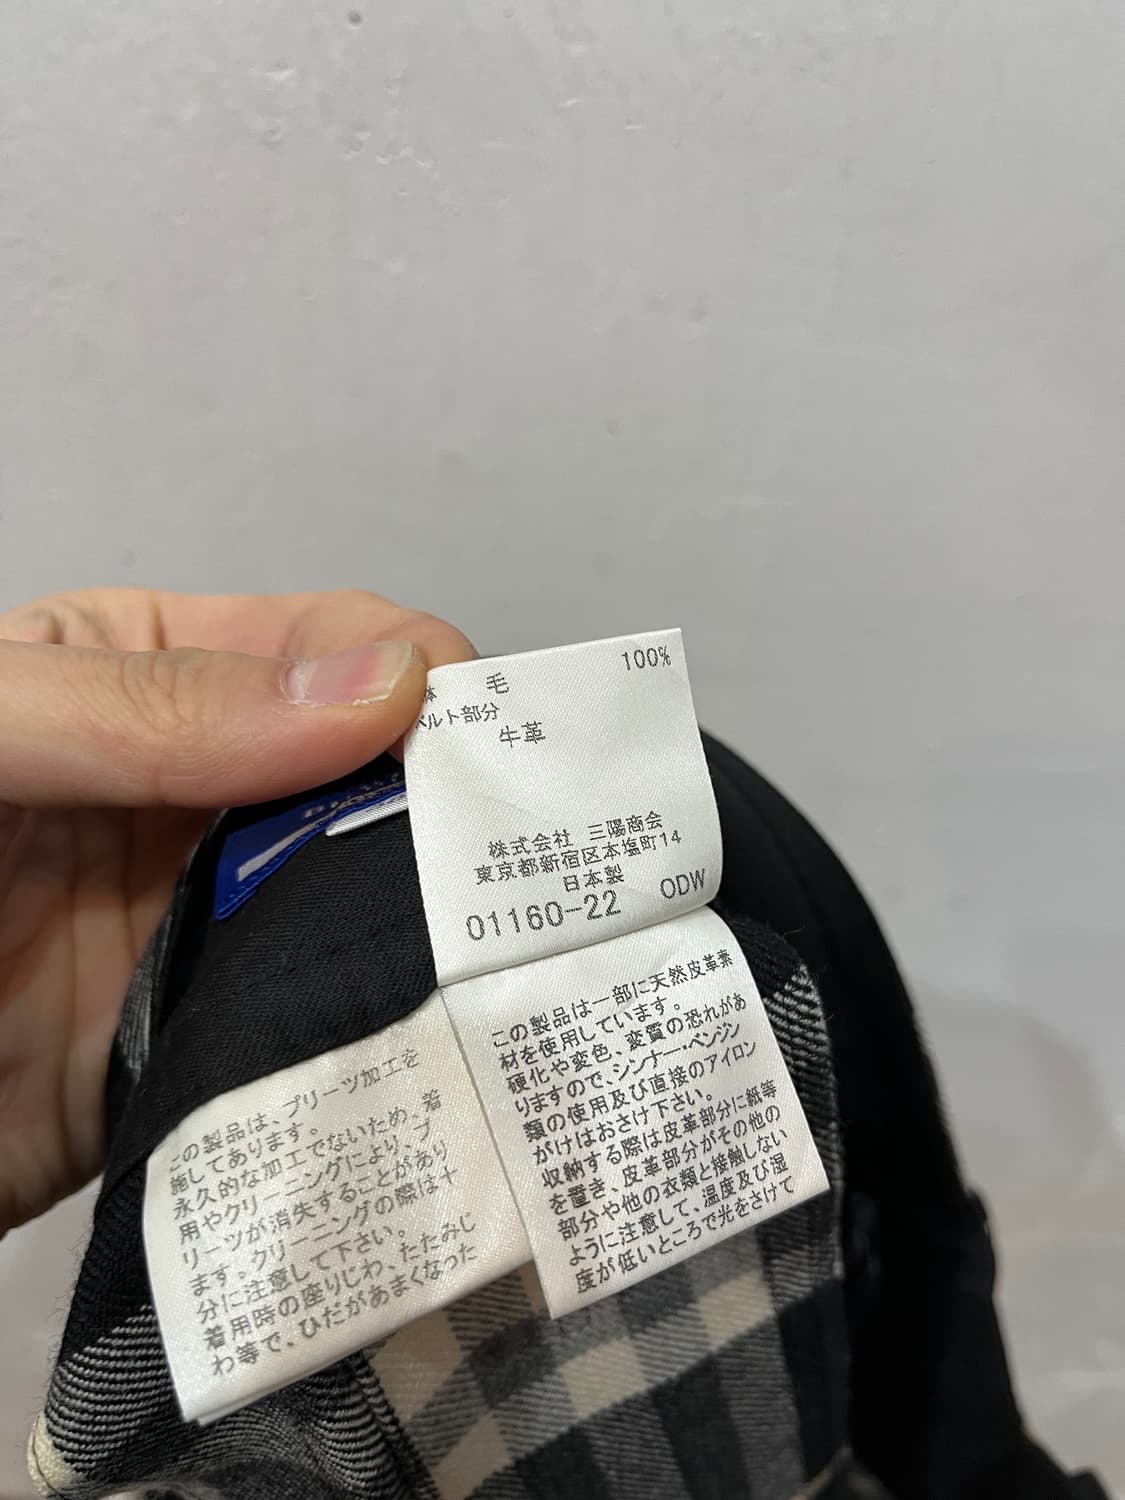 体 毛 100%
ベルト部分
牛革
株式会社 三陽商会
東京都新宿区本塩町14
日本製
01160-22 ODW
この製品は一部に天然皮革素
材を使用しています。
硬化や変色、変質の恐れがあ
りますので、シンナー・ベンジン
類の使用及び直接のアイロン
がけはおさけ下さい。
収納する際は皮革部分に紙等
を置き、皮革部分がその他の
部分や他の衣類と接触しない
ように注意して、温度及び湿
度が低いところで光をさけて
この製品は、プリーツ加工を
施してあります。
永久的な加工でないため、着
用やクリーニングにより、プ
リーツが消失することがあり
ます。クリーニングの際は十
分に注意して下さい。
着用時の座りじわ、たたみじ
わ等で、ひだがあまくなった